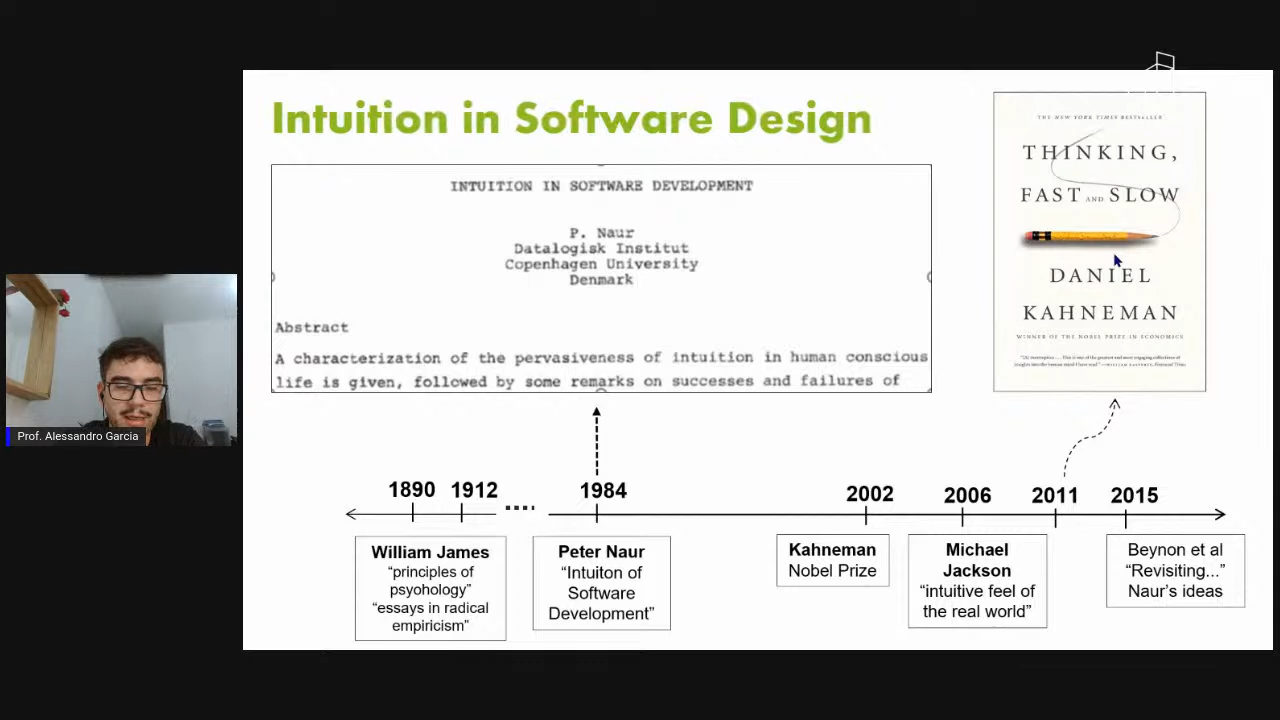 Intuition in Software Design
INTUITION IN SOFTWARE DEVELOPMENT
P. Naur
Datalogisk Institut
Copenhagen University
Denmark
Abstract
A characterization of the pervasiveness of intuition in human conscious
life is given, followed by some remarks on successes and failures of
THE NEW YORK TIMES BESTSELLER
THINKING,
FAST AND SLOW
DANIEL
KAHNEMAN
WINNER OF THE NOBEL PRIZE IN ECONOMICS
Prof. Alessandro Garcia
1890
1912
....
1984
2002
2006
2011
2015
William James
“principles of
psyohology”
“essays in radical
empiricism”
Peter Naur
“Intuiton of
Software
Development”
Kahneman
Nobel Prize
Michael
Jackson
“intuitive feel of
the real world”
Beynon et al
“Revisiting...”
Naur’s ideas